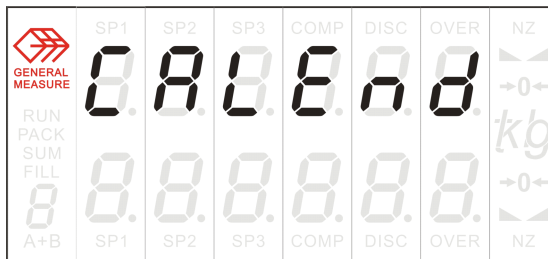 SP1 SP2 SP3 COMP DISC OVER NZ
GENERAL
MEASURE
CALEnd
→0←
RUN
PACK
SUM
FILL
kg
→0←
A+B SP1 SP2 SP3 COMP DISC OVER NZ